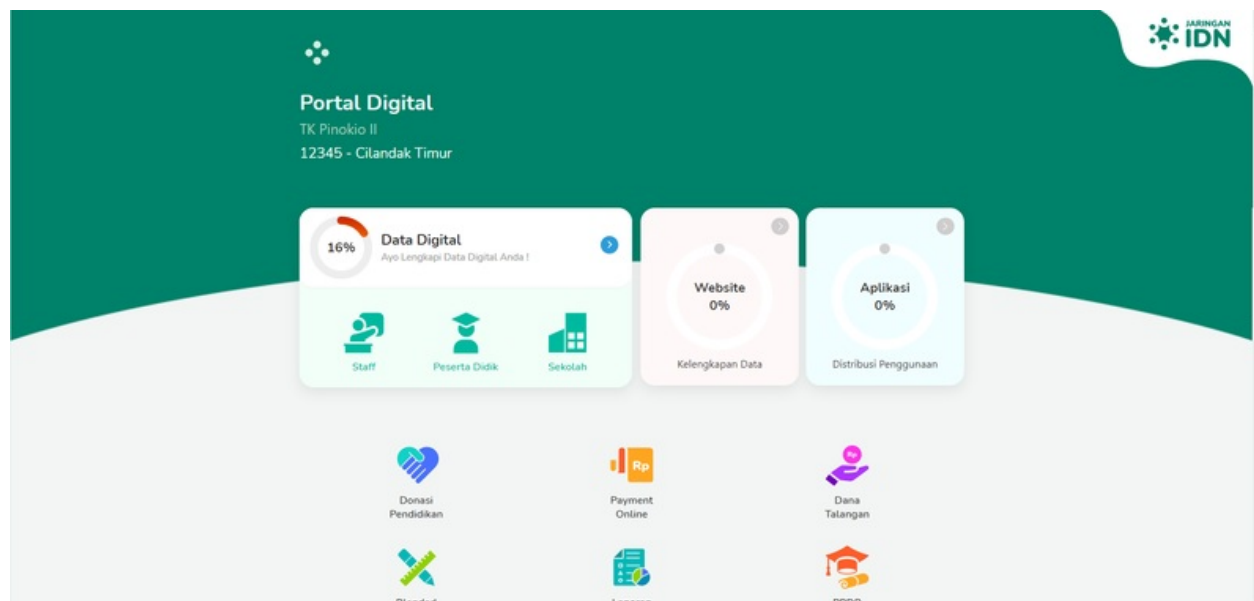 JARINGAN
IDN
Portal Digital
TK Pinokio II
12345 - Cilandak Timur
16%
Data Digital
Ayo Lengkapi Data Digital Anda !
Staff
Peserta Didik
Sekolah
Website
0%
Kelengkapan Data
Aplikasi
0%
Distribusi Penggunaan
Donasi
Pendidikan
Rp
Payment
Online
Rp
Dana
Talangan